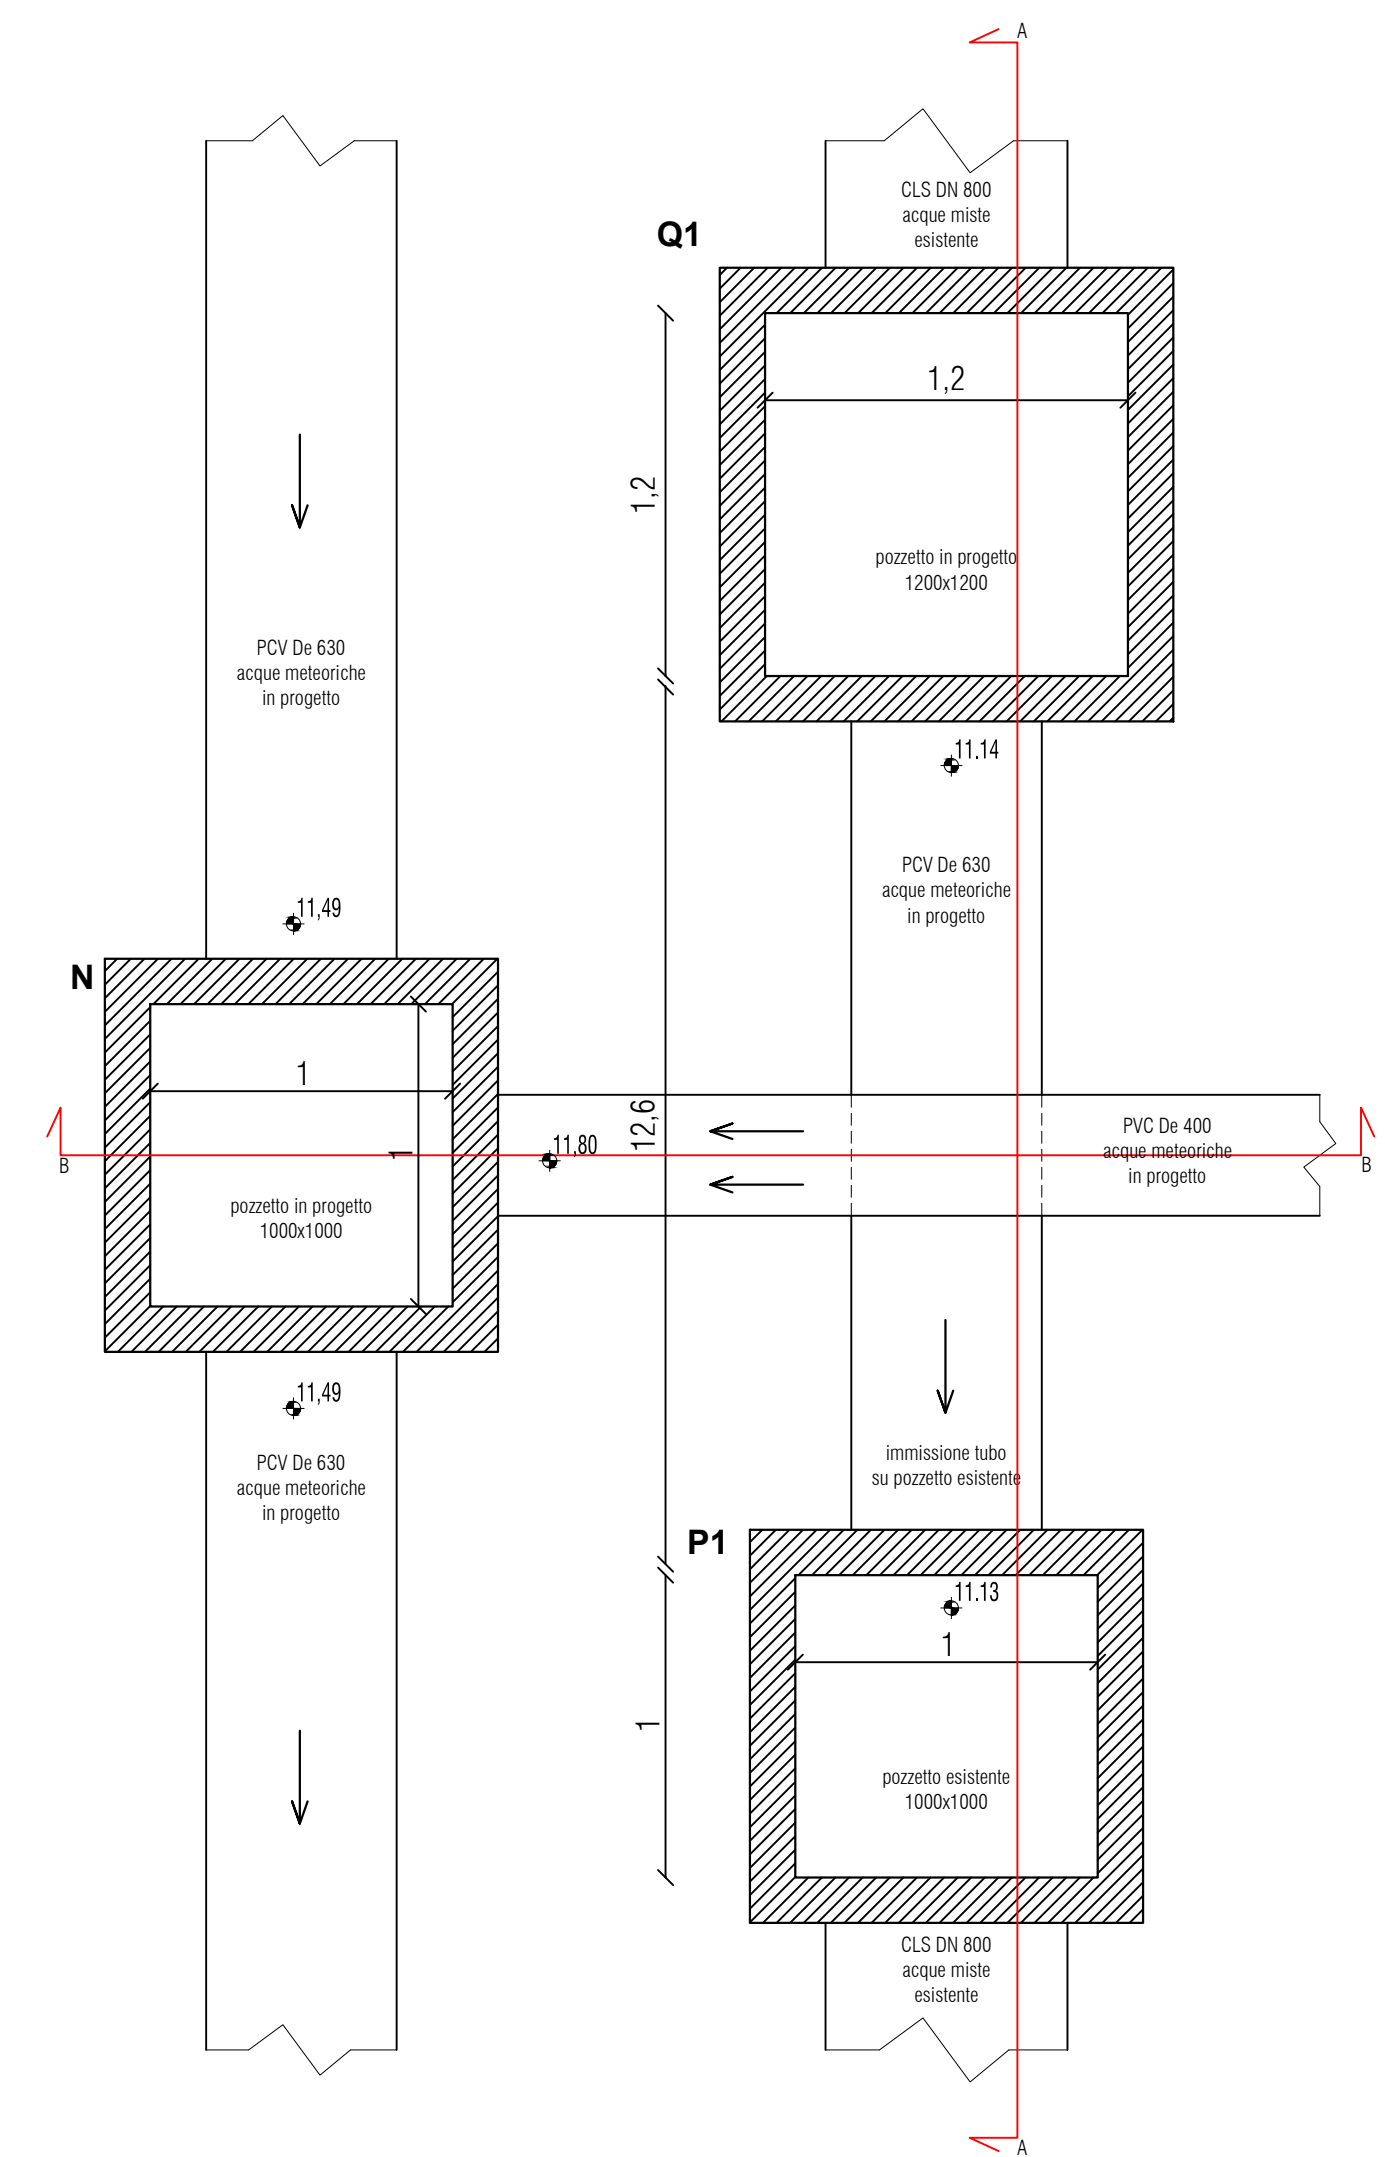 A
CLS DN 800
acque miste
esistente
Q1
1,2
1,2
pozzetto in progetto
1200x1200
PCV De 630
acque meteoriche
in progetto
11.14
PCV De 630
acque meteoriche
in progetto
11,49
N
1
1
pozzetto in progetto
1000x1000
12,6
11,80
PVC De 400
acque meteoriche
in progetto
B
B
11,49
PCV De 630
acque meteoriche
in progetto
immissione tubo
su pozzetto esistente
P1
11.13
1
1
pozzetto esistente
1000x1000
CLS DN 800
acque miste
esistente
A